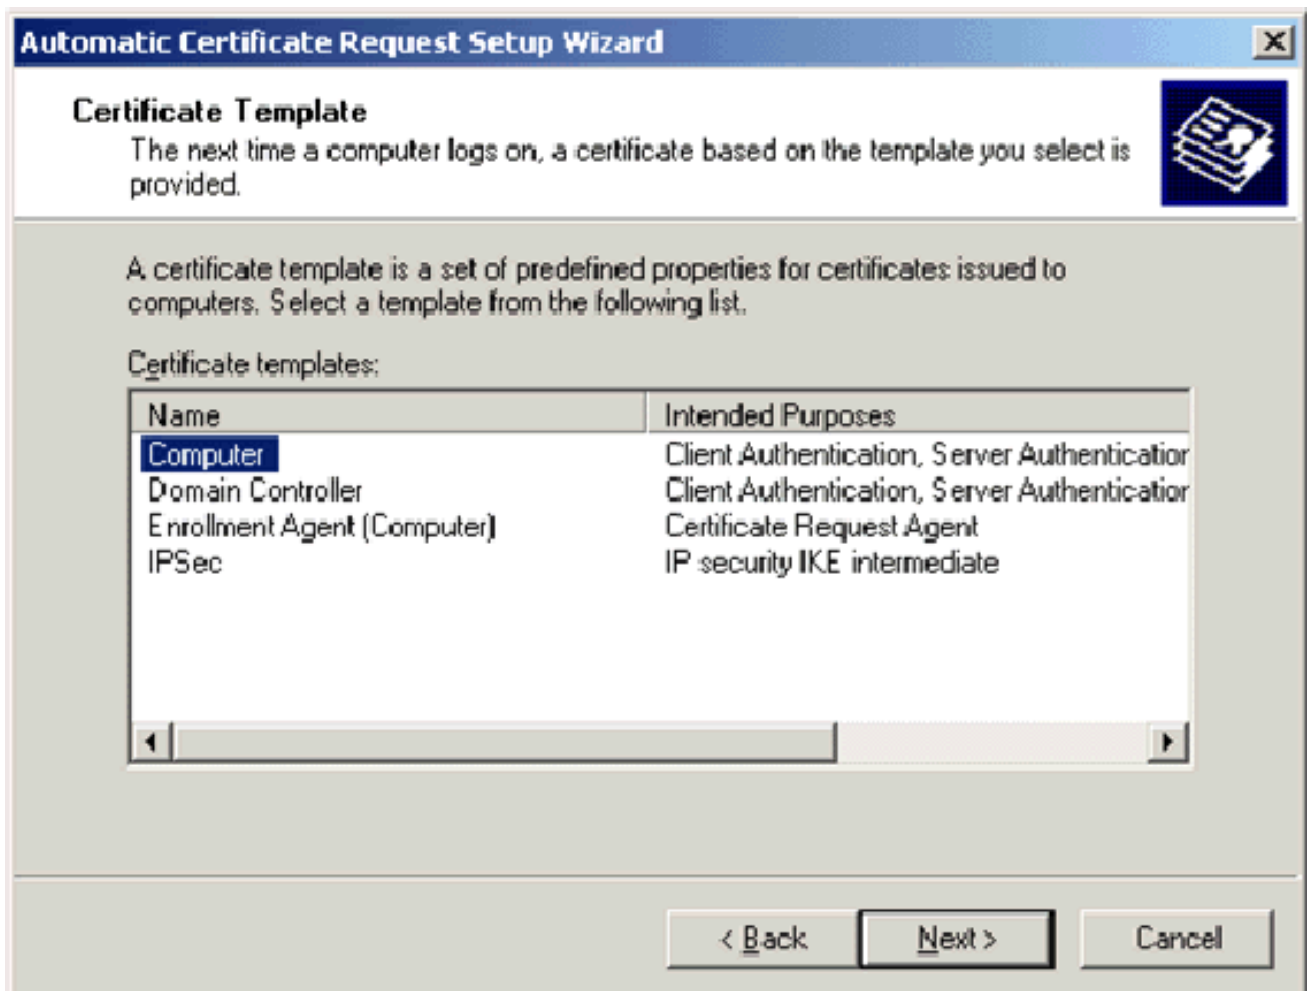 Automatic Certificate Request Setup Wizard
Certificate Template
The next time a computer logs on, a certificate based on the template you select is
provided.
A certificate template is a set of predefined properties for certificates issued to
computers. Select a template from the following list.
Certificate templates:
Name Intended Purposes
Computer Client Authentication, Server Authentication
Domain Controller Client Authentication, Server Authentication
Enrollment Agent (Computer) Certificate Request Agent
IPSec IP security IKE intermediate
< Back Next > Cancel